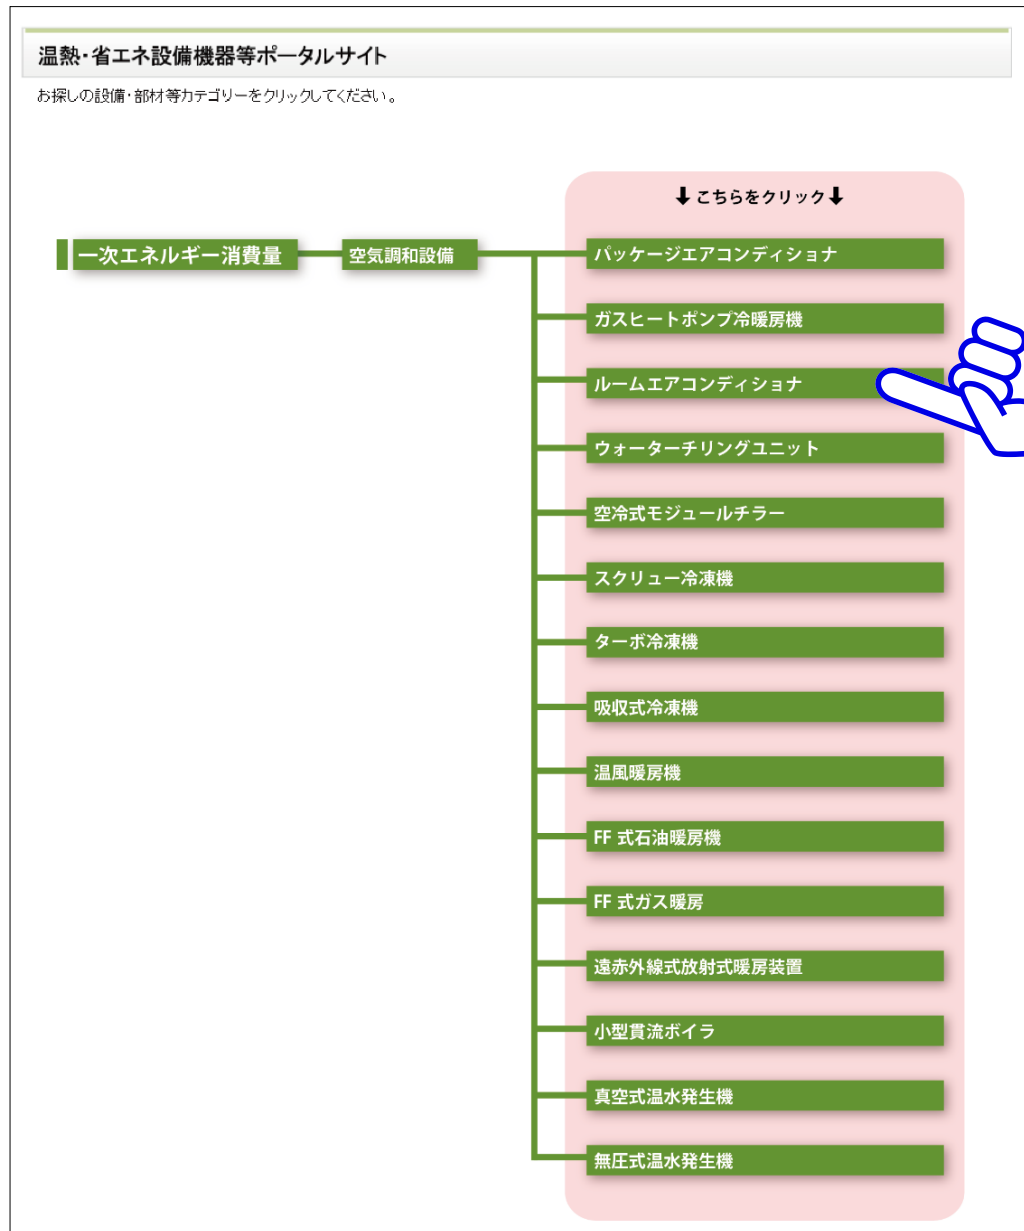 温熱・省エネ設備機器等ポータルサイト
お探しの設備・部材等カテゴリーをクリックしてください。
⬇こちらをクリック⬇
一次エネルギー消費量
空気調和設備
パッケージエアコンディショナ
ガスヒートポンプ冷暖房機
ルームエアコンディショナ
ウォーターチリングユニット
空冷式モジュールチラー
スクリュー冷凍機
ターボ冷凍機
吸収式冷凍機
温風暖房機
FF 式石油暖房機
FF 式ガス暖房
遠赤外線式放射式暖房装置
小型貫流ボイラ
真空式温水発生機
無圧式温水発生機